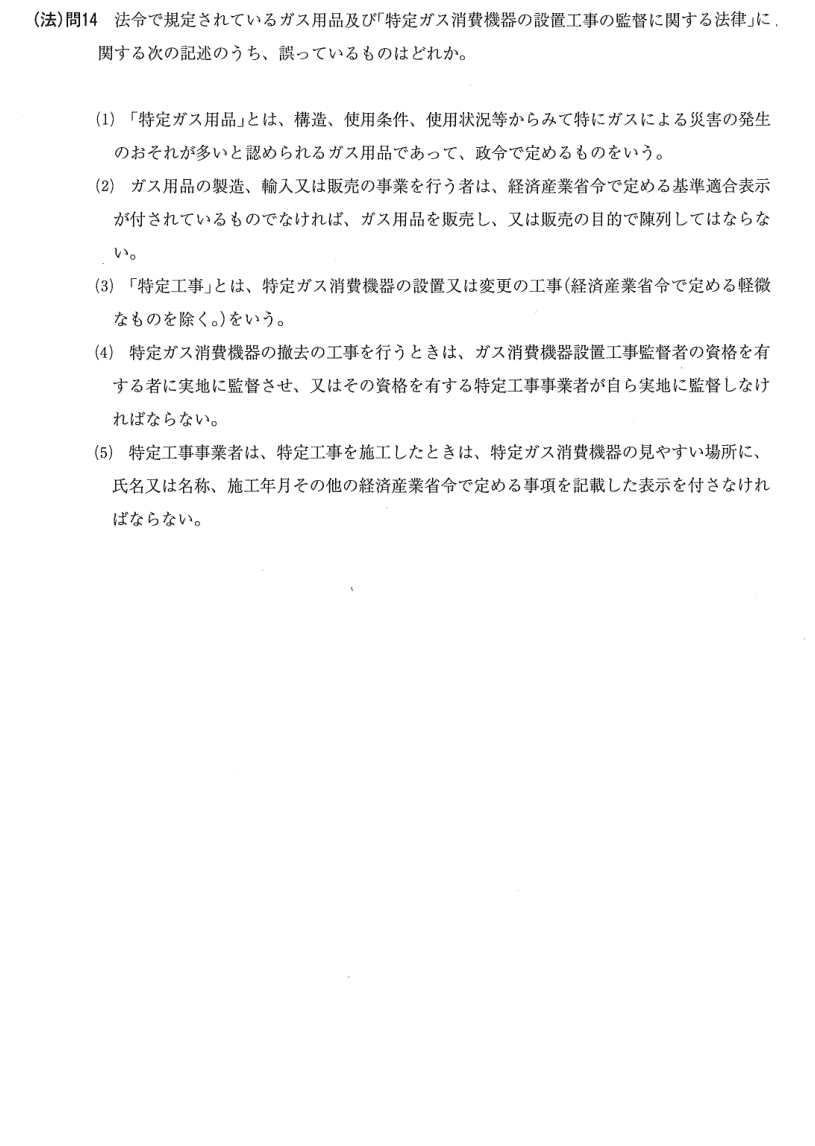 (法)問14 法令で規定されているガス用品及び「特定ガス消費機器の設置工事の監督に関する法律」に
関する次の記述のうち、誤っているものはどれか。
(1) 「特定ガス用品」とは、構造、使用条件、使用状況等からみて特にガスによる災害の発生
のおそれが多いと認められるガス用品であって、政令で定めるものをいう。
(2) ガス用品の製造、輸入又は販売の事業を行う者は、経済産業省令で定める基準適合表示
が付されているものでなければ、ガス用品を販売し、又は販売の目的で陳列してはならな
い。
(3) 「特定工事」とは、特定ガス消費機器の設置又は変更の工事(経済産業省令で定める軽微
なものを除く。)をいう。
(4) 特定ガス消費機器の撤去の工事を行うときは、ガス消費機器設置工事監督者の資格を有
する者に実地に監督させ、又はその資格を有する特定工事事業者が自ら実地に監督しなけ
ればならない。
(5) 特定工事事業者は、特定工事を施工したときは、特定ガス消費機器の見やすい場所に、
氏名又は名称、施工年月その他の経済産業省令で定める事項を記載した表示を付さなけれ
ばならない。